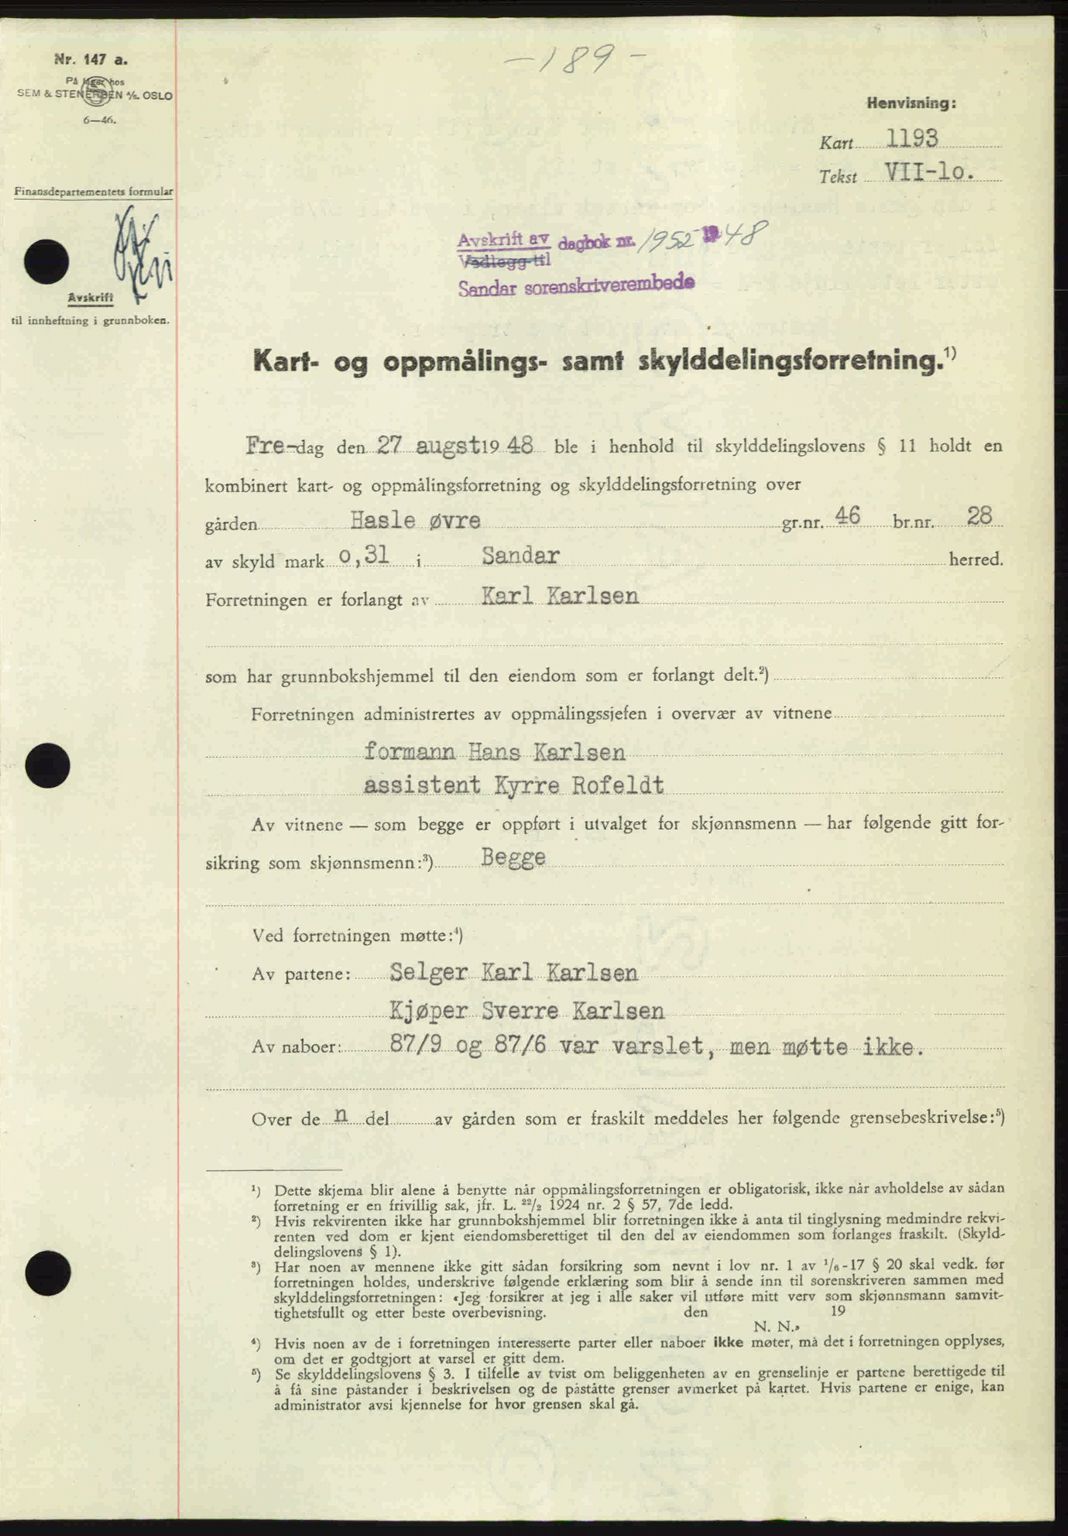 Nr. 147 a.
På lager hos
SEM & STENERSEN A/S. OSLO
6—46.
Finansdepartementets formular
Avskrift
til innheftning i grunnboken.
— 189 —
Henvisning:
Kart 1193
Tekst VII-1o.
Avskrift av dagbok nr. 1952 1948
Vedlegg til
Sandar sorenskriverembede
Kart- og oppmålings- samt skylddelingsforretning.¹)
Fre-dag den 27 augst 19 48 ble i henhold til skylddelingslovens § 11 holdt en
kombinert kart- og oppmålingsforretning og skylddelingsforretning over
gården Hasle øvre gr.nr. 46 br.nr. 28
av skyld mark 0,31 i Sandar herred.
Forretningen er forlangt av Karl Karlsen
som har grunnbokshjemmel til den eiendom som er forlangt delt.²)
Forretningen administrertes av oppmålingssjefen i overvær av vitnene
formann Hans Karlsen
assistent Kyrre Rofeldt
Av vitnene — som begge er oppført i utvalget for skjønnsmenn — har følgende gitt for-
sikring som skjønnsmenn:³) Begge
Ved forretningen møtte:⁴)
Av partene: Selger Karl Karlsen
Kjøper Sverre Karlsen
Av naboer: 87/9 og 87/6 var varslet, men møtte ikke.
Over de n del av gården som er fraskilt meddeles her følgende grensebeskrivelse:⁵)
¹) Dette skjema blir alene å benytte når oppmålingsforretningen er obligatorisk, ikke når avholdelse av sådan
forretning er en frivillig sak, jfr. L. ²²/₂ 1924 nr. 2 § 57, 7de ledd.
²) Hvis rekvirenten ikke har grunnbokshjemmel blir forretningen ikke å anta til tinglysning medmindre rekvi-
renten ved dom er kjent eiendomsberettiget til den del av eiendommen som forlanges fraskilt. (Skyld-
delingslovens § 1).
³) Har noen av mennene ikke gitt sådan forsikring som nevnt i lov nr. 1 av ¹/₆-17 § 20 skal vedk. før
forretningen holdes, underskrive følgende erklæring som blir å sende inn til sorenskriveren sammen med
skylddelingsforretningen: «Jeg forsikrer at jeg i alle saker vil utføre mitt verv som skjønnsmann samvit-
tighetsfullt og etter beste overbevisning. den 19
N. N.»
⁴) Hvis noen av de i forretningen interesserte parter eller naboer ikke møter, må det i forretningen opplyses,
om det er godtgjort at varsel er gitt dem.
⁵) Se skylddelingslovens § 3. I tilfelle av tvist om beliggenheten av en grenselinje er partene berettigede til
å få sine påstander i beskrivelsen og de påståtte grenser avmerket på kartet. Hvis partene er enige, kan
administrator avsi kjennelse for hvor grensen skal gå.